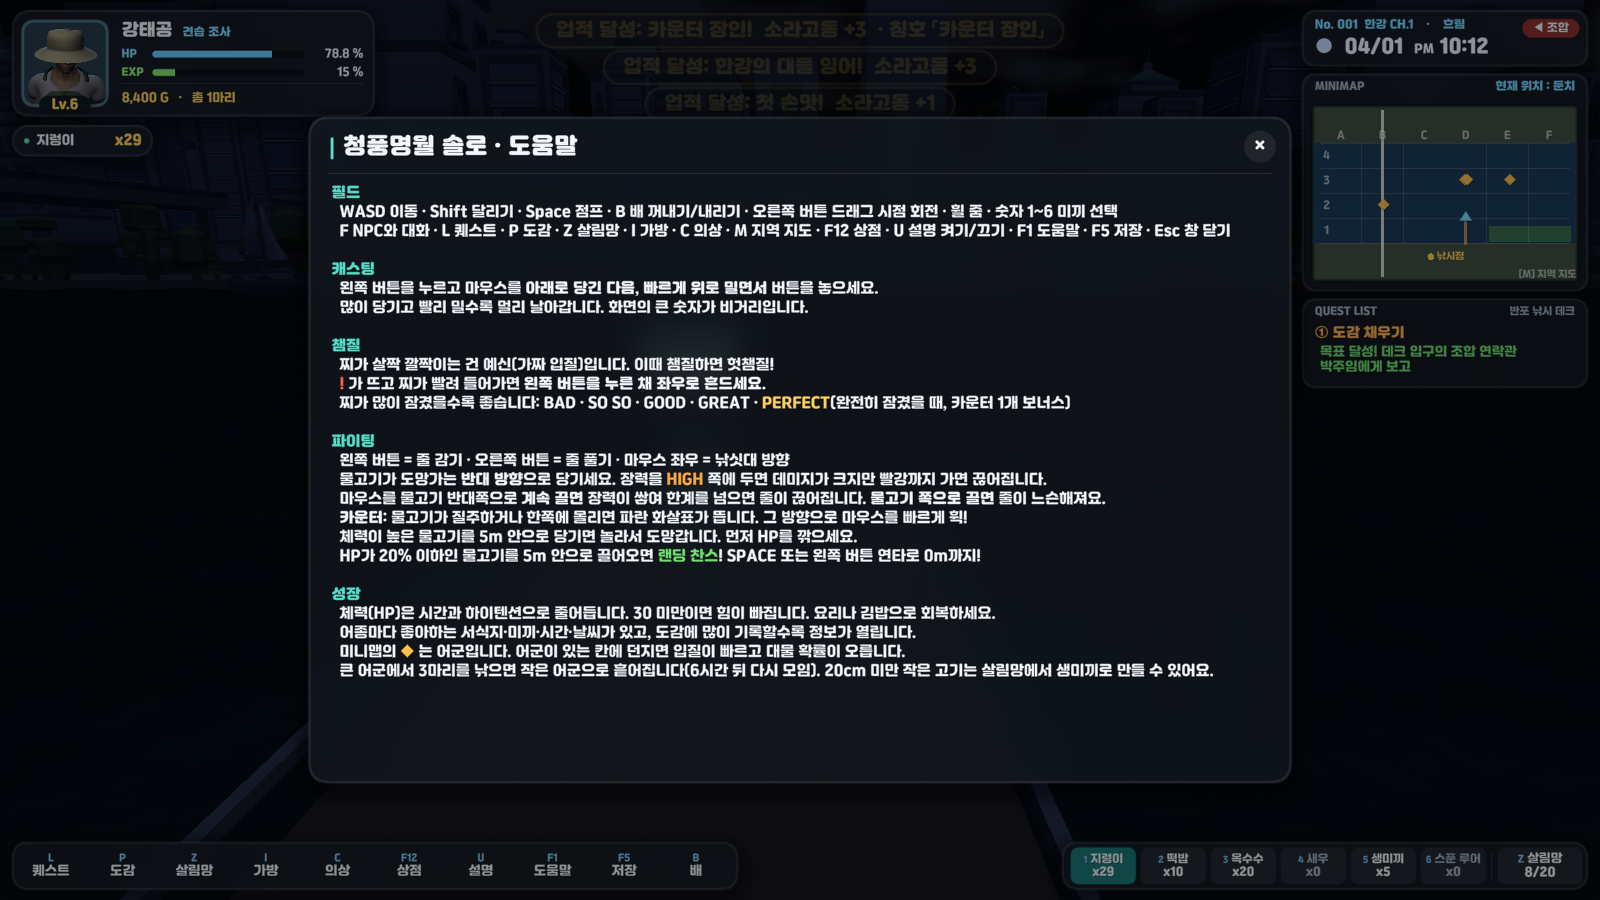 강태공 견습 조사
HP 78.8 %
EXP 15 %
Lv.6
8,400 G · 총 1마리
지렁이 x29
업적 달성: 카운터 장인! 소라고동 +3 · 칭호 「카운터 장인」
업적 달성: 한강의 대물 잉어! 소라고동 +3
업적 달성: 첫 손맛! 소라고동 +1
No. 001 한강 CH.1 · 흐림
◀ 조합
04/01 PM 10:12
MINIMAP 현재 위치 : 둔치
A B C D E F
4
3
2
1
낚시점
[M] 지역 지도
QUEST LIST 반포 낚시 데크
① 도감 채우기
목표 달성! 데크 입구의 조합 연락관
박주임에게 보고
청풍명월 솔로 · 도움말
×
필드
WASD 이동 · Shift 달리기 · Space 점프 · B 배 꺼내기/내리기 · 오른쪽 버튼 드래그 시점 회전 · 휠 줌 · 숫자 1~6 미끼 선택
F NPC와 대화 · L 퀘스트 · P 도감 · Z 살림망 · I 가방 · C 의상 · M 지역 지도 · F12 상점 · U 설명 켜기/끄기 · F1 도움말 · F5 저장 · Esc 창 닫기
캐스팅
왼쪽 버튼을 누르고 마우스를 아래로 당긴 다음, 빠르게 위로 밀면서 버튼을 놓으세요.
많이 당기고 빨리 밀수록 멀리 날아갑니다. 화면의 큰 숫자가 비거리입니다.
챔질
찌가 살짝 깔짝이는 건 예신(가짜 입질)입니다. 이때 챔질하면 헛챔질!
! 가 뜨고 찌가 빨려 들어가면 왼쪽 버튼을 누른 채 좌우로 흔드세요.
찌가 많이 잠겼을수록 좋습니다: BAD · SO SO · GOOD · GREAT · PERFECT(완전히 잠겼을 때, 카운터 1개 보너스)
파이팅
왼쪽 버튼 = 줄 감기 · 오른쪽 버튼 = 줄 풀기 · 마우스 좌우 = 낚싯대 방향
물고기가 도망가는 반대 방향으로 당기세요. 장력을 HIGH 쪽에 두면 데미지가 크지만 빨강까지 가면 끊어집니다.
마우스를 물고기 반대쪽으로 계속 끌면 장력이 쌓여 한계를 넘으면 줄이 끊어집니다. 물고기 쪽으로 끌면 줄이 느슨해져요.
카운터: 물고기가 질주하거나 한쪽에 몰리면 파란 화살표가 뜹니다. 그 방향으로 마우스를 빠르게 휙!
체력이 높은 물고기를 5m 안으로 당기면 놀라서 도망갑니다. 먼저 HP를 깎으세요.
HP가 20% 이하인 물고기를 5m 안으로 끌어오면 랜딩 찬스! SPACE 또는 왼쪽 버튼 연타로 0m까지!
성장
체력(HP)은 시간과 하이텐션으로 줄어듭니다. 30 미만이면 힘이 빠집니다. 요리나 김밥으로 회복하세요.
어종마다 좋아하는 서식지·미끼·시간·날씨가 있고, 도감에 많이 기록할수록 정보가 열립니다.
미니맵의 ◆ 는 어군입니다. 어군이 있는 칸에 던지면 입질이 빠르고 대물 확률이 오릅니다.
큰 어군에서 3마리를 낚으면 작은 어군으로 흩어집니다(6시간 뒤 다시 모임). 20cm 미만 작은 고기는 살림망에서 생미끼로 만들 수 있어요.
L P Z I C F12 U F1 F5 B
퀘스트 도감 살림망 가방 의상 상점 설명 도움말 저장 배
1 지렁이 2 떡밥 3 옥수수 4 새우 5 생미끼 6 스푼 루어 Z 살림망
x29 x10 x20 x0 x5 x0 8/20